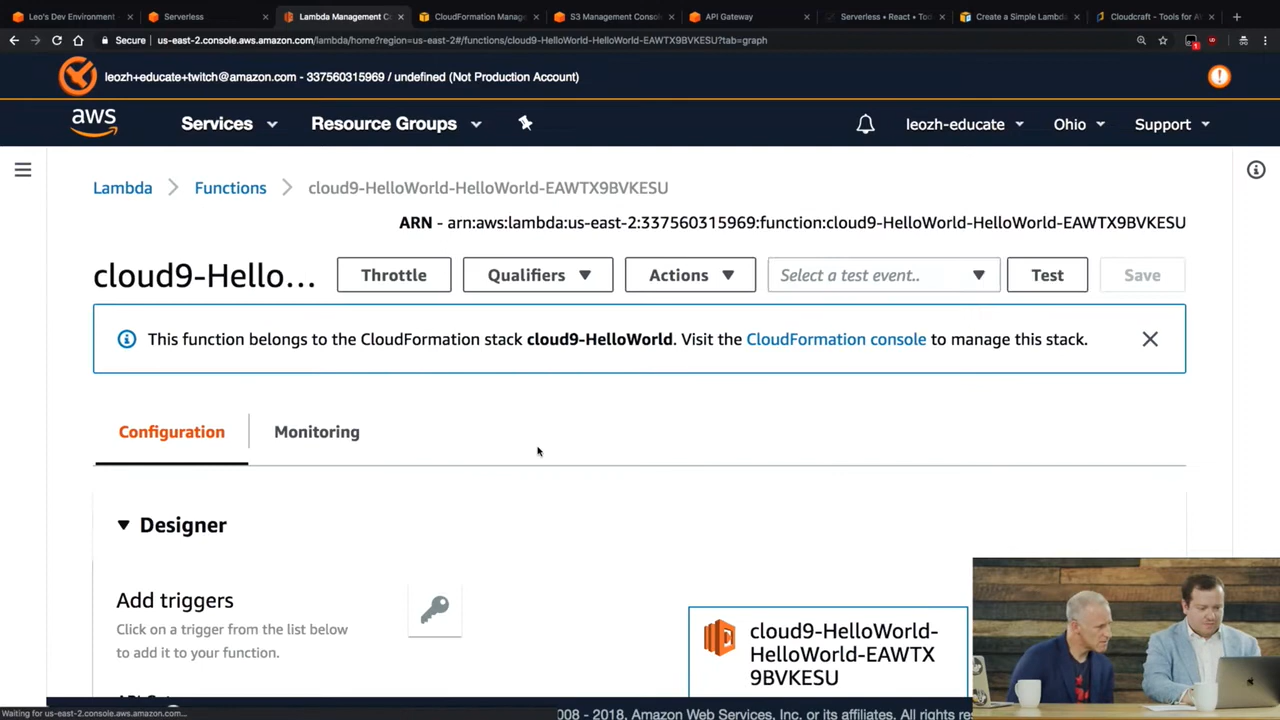 Leo's Dev Environment
Serverless
Lambda Management Co
CloudFormation Manage
S3 Management Console
API Gateway
Serverless • React • Too
Create a Simple Lambda
Cloudcraft - Tools for A
Secure
us-east-2.console.aws.amazon.com/lambda/home?region=us-east-2#/functions/cloud9-HelloWorld-HelloWorld-EAWTX9BVKESU?tab=graph
leozh+educate+twitch@amazon.com - 337560315969 / undefined (Not Production Account)
aws Services Resource Groups leozh-educate Ohio Support
Lambda Functions cloud9-HelloWorld-HelloWorld-EAWTX9BVKESU
ARN - arn:aws:lambda:us-east-2:337560315969:function:cloud9-HelloWorld-HelloWorld-EAWTX9BVKESU
cloud9-Hello... Throttle Qualifiers Actions Select a test event.. Test Save
This function belongs to the CloudFormation stack cloud9-HelloWorld. Visit the CloudFormation console to manage this stack.
Configuration Monitoring
Designer
Add triggers
Click on a trigger from the list below
to add it to your function.
cloud9-HelloWorld-
HelloWorld-EAWTX
9BVKESU
Waiting for us-east-2.console.aws.amazon.com...
008 - 2018, Amazon Web Services, Inc. or its affiliates. All rights re